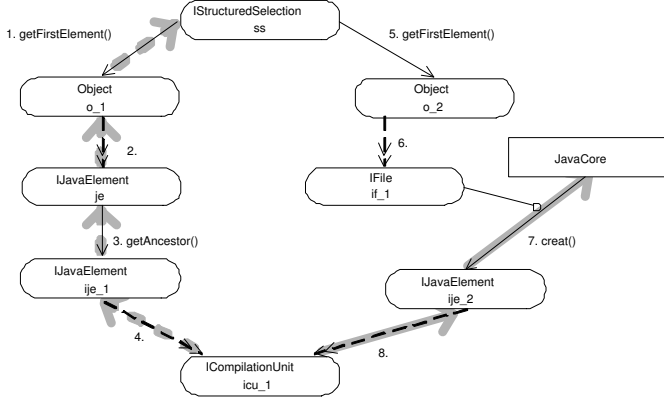 IStructuredSelection
ss
1. getFirstElement()
5. getFirstElement()
Object
o_1
Object
o_2
2.
6.
JavaCore
IJavaElement
je
IFile
if_1
3. getAncestor()
7. creat()
IJavaElement
ije_1
IJavaElement
ije_2
4.
8.
ICompilationUnit
icu_1